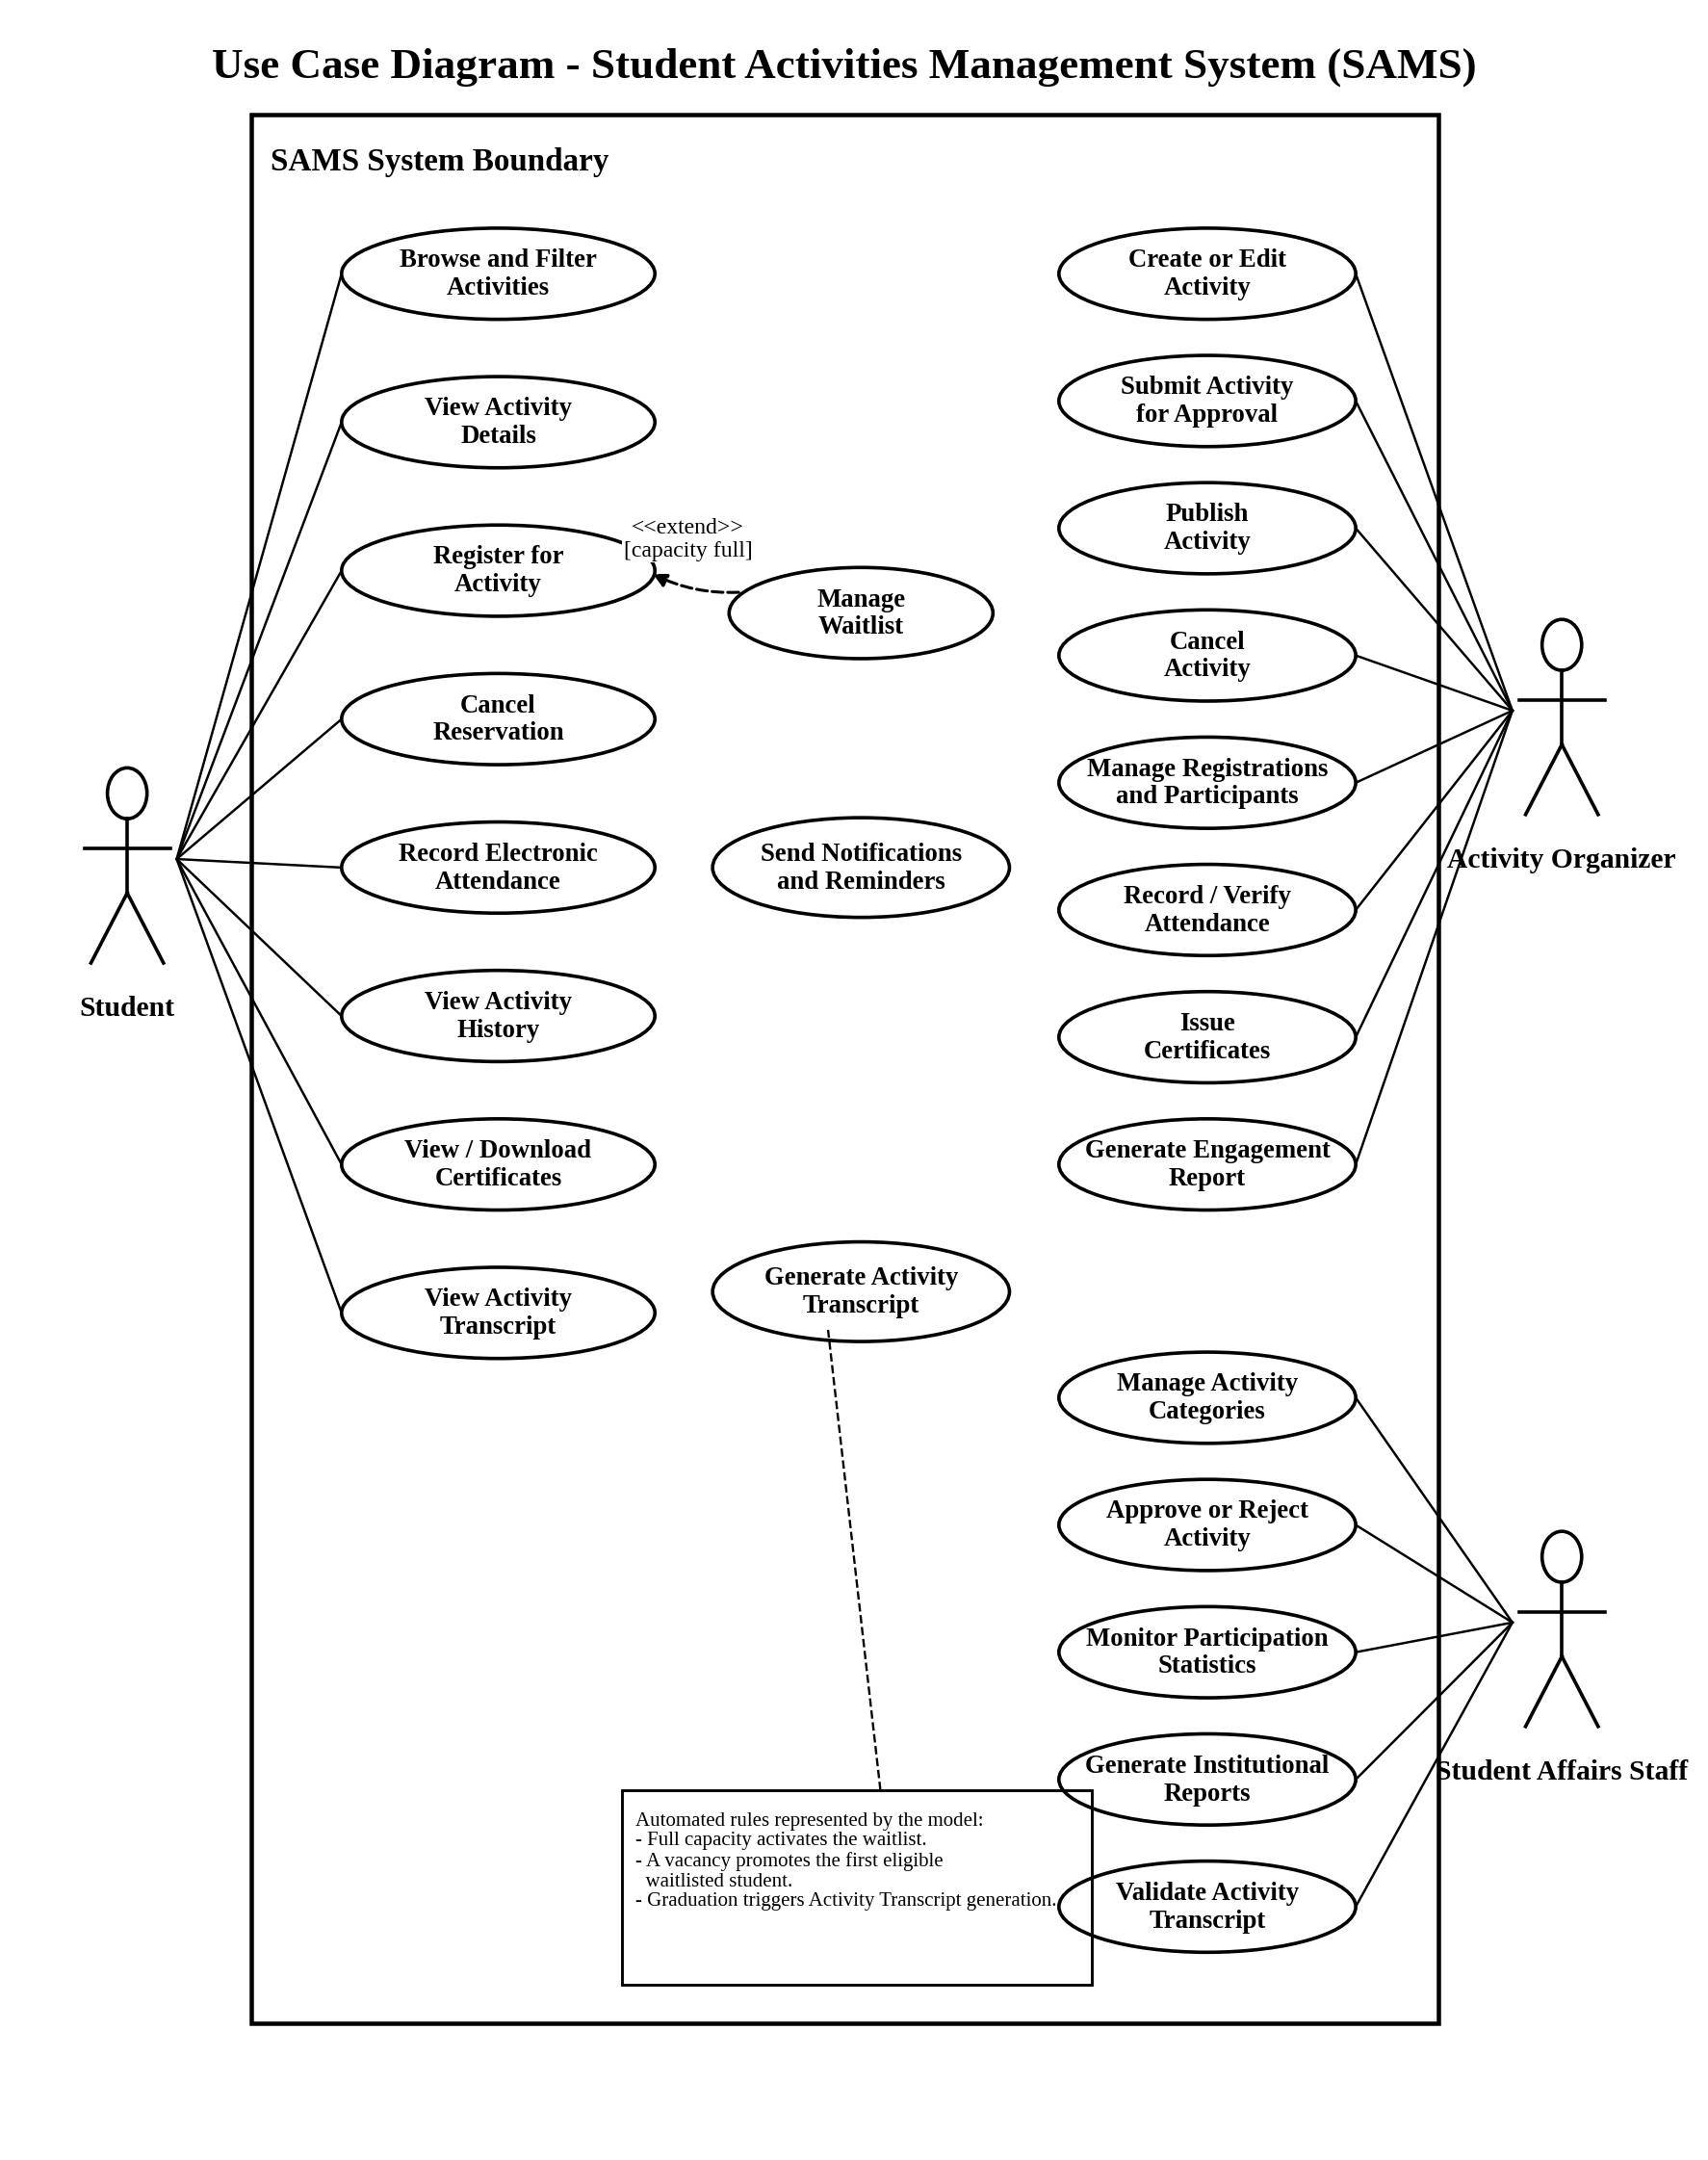 Use Case Diagram - Student Activities Management System (SAMS)
SAMS System Boundary
Browse and Filter
Activities
View Activity
Details
Register for
Activity
Cancel
Reservation
Record Electronic
Attendance
View Activity
History
View / Download
Certificates
View Activity
Transcript
Student
<<extend>>
[capacity full]
Manage
Waitlist
Send Notifications
and Reminders
Generate Activity
Transcript
Create or Edit
Activity
Submit Activity
for Approval
Publish
Activity
Cancel
Activity
Manage Registrations
and Participants
Record / Verify
Attendance
Issue
Certificates
Generate Engagement
Report
Activity Organizer
Manage Activity
Categories
Approve or Reject
Activity
Monitor Participation
Statistics
Generate Institutional
Reports
Validate Activity
Transcript
Student Affairs Staff
Automated rules represented by the model:
- Full capacity activates the waitlist.
- A vacancy promotes the first eligible
waitlisted student.
- Graduation triggers Activity Transcript generation.